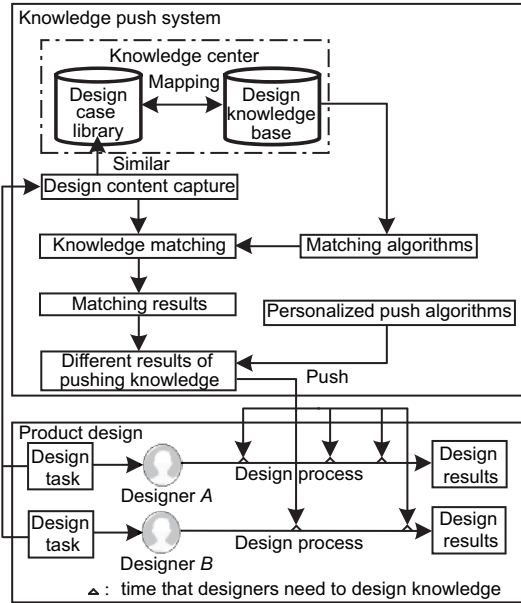 Knowledge push system
Knowledge center
Design
case
library
Mapping
Design
knowledge
base
Similar
Design content capture
Knowledge matching
Matching algorithms
Matching results
Personalized push algorithms
Different results of
pushing knowledge
Push
Product design
Design
task
Designer A
Design process
Design
results
Design
task
Designer B
Design process
Design
results
▵ : time that designers need to design knowledge